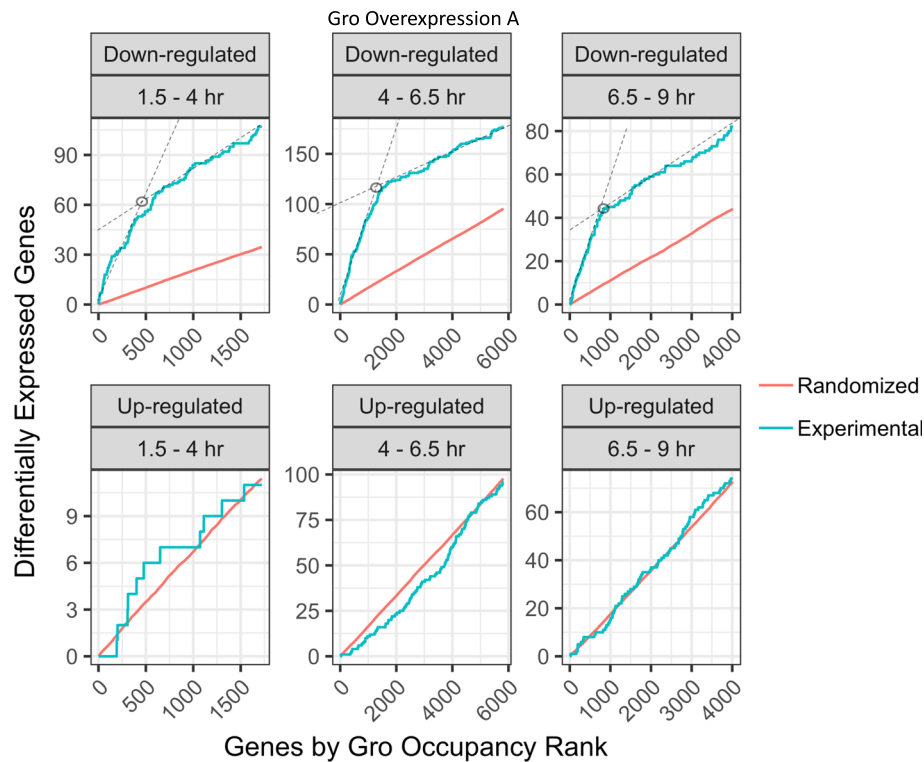 Gro Overexpression A
Down-regulated Down-regulated Down-regulated
1.5 - 4 hr 4 - 6.5 hr 6.5 - 9 hr
90 60 30 0
150 100 50 0
80 60 40 20 0
0 500 1000 1500
0 2000 4000 6000
0 1000 2000 3000 4000
Differentially Expressed Genes
Up-regulated Up-regulated Up-regulated
1.5 - 4 hr 4 - 6.5 hr 6.5 - 9 hr
9 6 3 0
100 75 50 25 0
60 40 20 0
0 500 1000 1500
0 2000 4000 6000
0 1000 2000 3000 4000
Genes by Gro Occupancy Rank
Randomized
Experimental